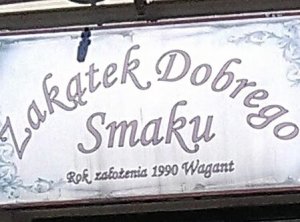 Zakątek Dobrego
Smaku
Rok założenia 1990 Wagant